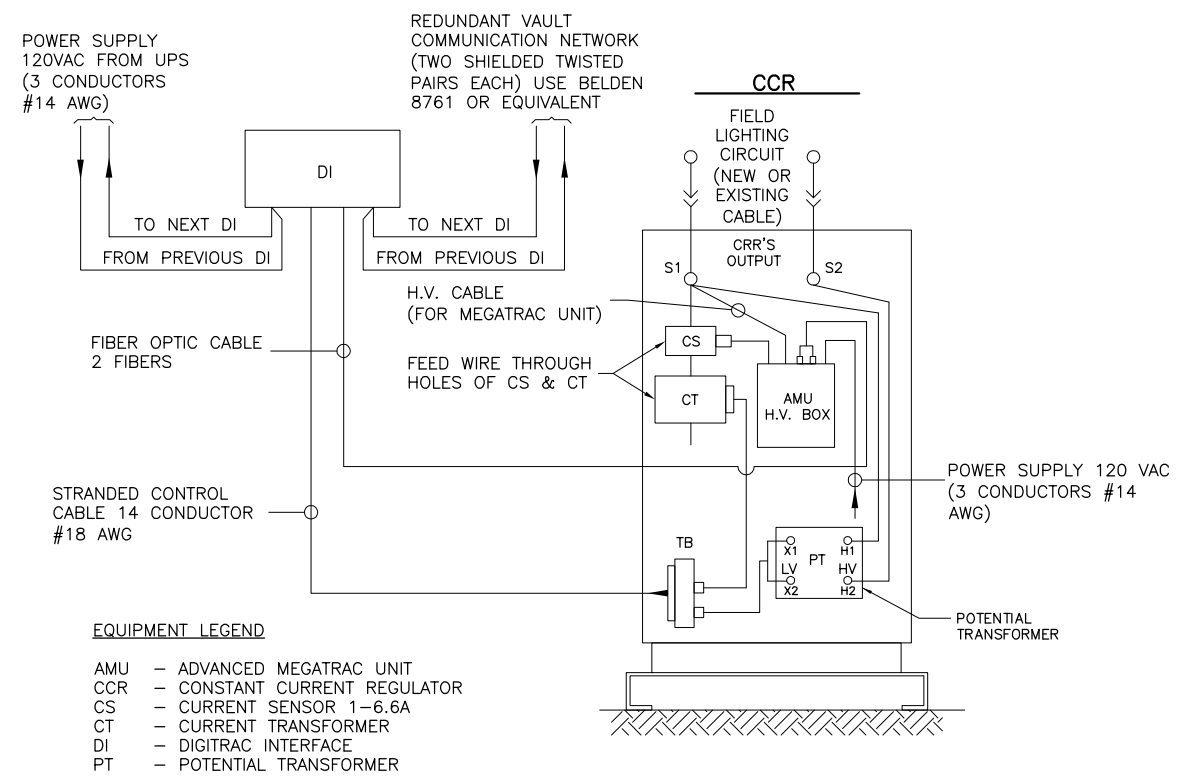 POWER SUPPLY
120VAC FROM UPS
(3 CONDUCTORS
#14 AWG)
REDUNDANT VAULT
COMMUNICATION NETWORK
(TWO SHIELDED TWISTED
PAIRS EACH) USE BELDEN
8761 OR EQUIVALENT
CCR
FIELD
LIGHTING
CIRCUIT
(NEW OR
EXISTING
CABLE)
DI
TO NEXT DI
FROM PREVIOUS DI
TO NEXT DI
FROM PREVIOUS DI
CRR'S
OUTPUT
S1
S2
H.V. CABLE
(FOR MEGATRAC UNIT)
FIBER OPTIC CABLE
2 FIBERS
FEED WIRE THROUGH
HOLES OF CS & CT
CS
CT
AMU
H.V. BOX
POWER SUPPLY 120 VAC
(3 CONDUCTORS #14
AWG)
STRANDED CONTROL
CABLE 14 CONDUCTOR
#18 AWG
TB
X1
H1
PT
LV
HV
X2
H2
POTENTIAL
TRANSFORMER
EQUIPMENT LEGEND
AMU – ADVANCED MEGATRAC UNIT
CCR – CONSTANT CURRENT REGULATOR
CS – CURRENT SENSOR 1–6.6A
CT – CURRENT TRANSFORMER
DI – DIGITRAC INTERFACE
PT – POTENTIAL TRANSFORMER